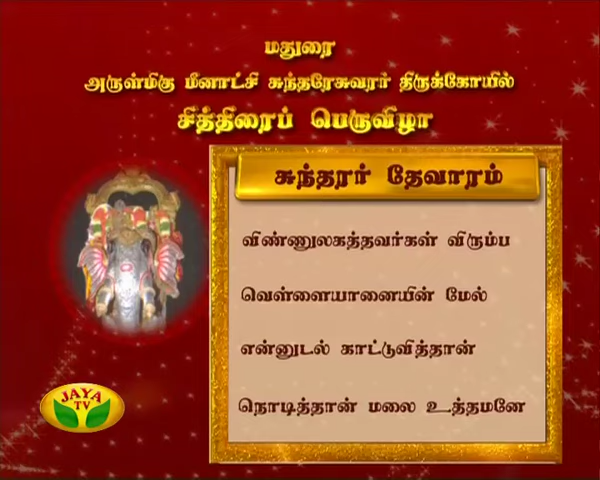 மதுரை
அருள்மிகு மீனாட்சி சுந்தரேசுவரர் திருக்கோயில்
சித்திரைப் பெருவிழா
சுந்தரர் தேவாரம்
விண்ணுலகத்தவர்கள் விரும்ப
வெள்ளையானையின் மேல்
என்னுடல் காட்டுவித்தான்
நொடித்தான் மலை உத்தமனே
JAYA
TV